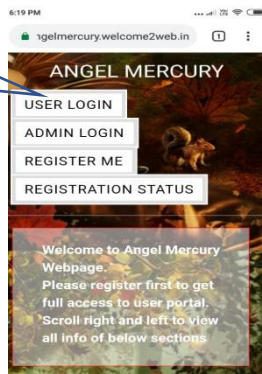 6:19 PM
ngelmercury.welcome2web.in
1
ANGEL MERCURY
USER LOGIN
ADMIN LOGIN
REGISTER ME
REGISTRATION STATUS
Welcome to Angel Mercury
Webpage.
Please register first to get
full access to user portal.
Scroll right and left to view
all info of below sections